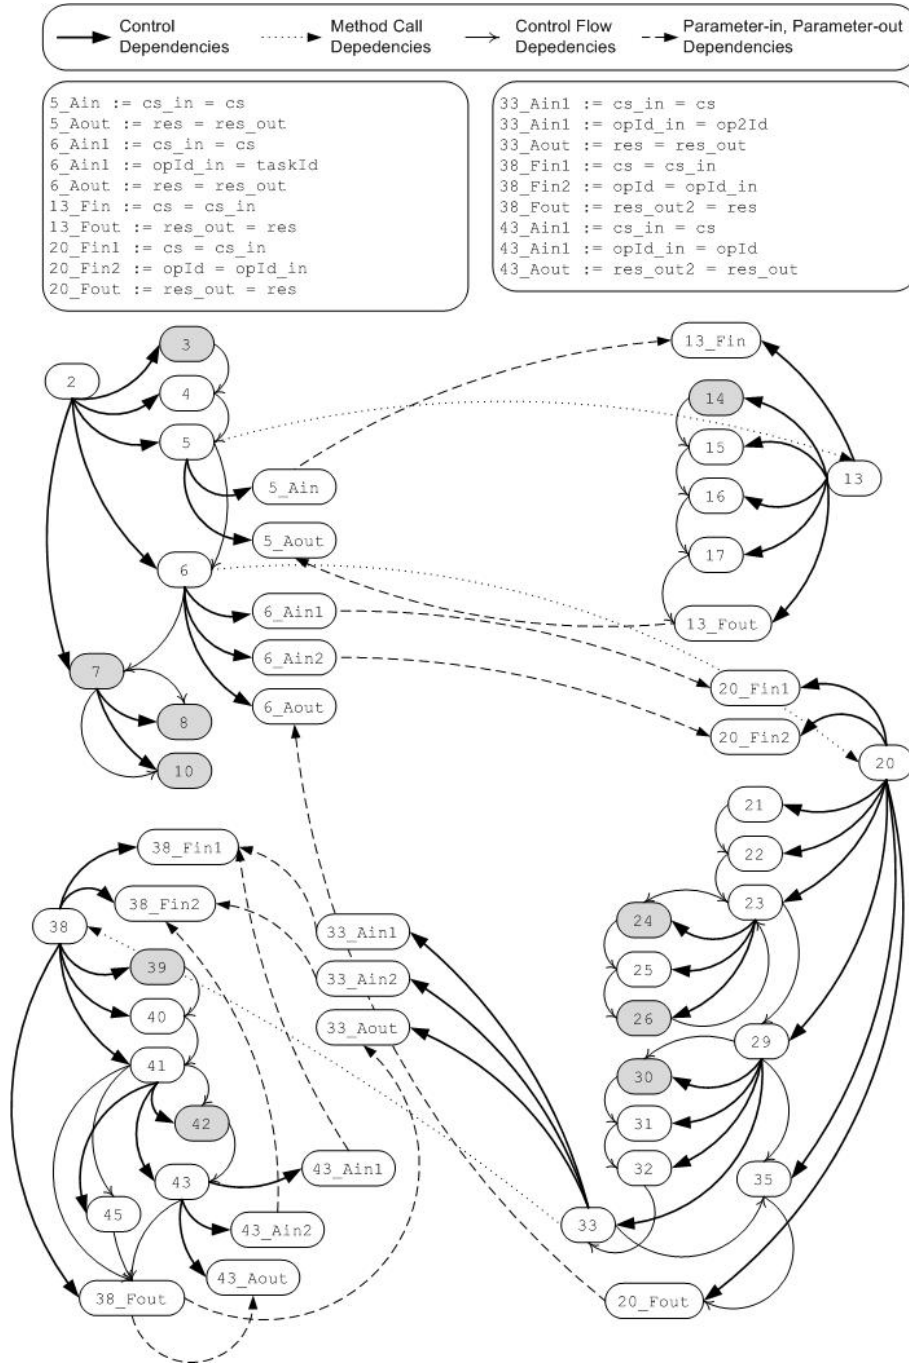 Control
Dependencies
Method Call
Depedencies
Control Flow
Depedencies
Parameter-in, Parameter-out
Dependencies
5_Ain := cs_in = cs
5_Aout := res = res_out
6_Ain1 := cs_in = cs
6_Ain1 := opId_in = taskId
6_Aout := res = res_out
13_Fin := cs = cs_in
13_Fout := res_out = res
20_Fin1 := cs = cs_in
20_Fin2 := opId = opId_in
20_Fout := res_out = res
33_Ain1 := cs_in = cs
33_Ain1 := opId_in = op2Id
33_Aout := res = res_out
38_Fin1 := cs = cs_in
38_Fin2 := opId = opId_in
38_Fout := res_out2 = res
43_Ain1 := cs_in = cs
43_Ain1 := opId_in = opId
43_Aout := res_out2 = res_out
2
3
4
5
5_Ain
5_Aout
6
6_Ain1
6_Ain2
6_Aout
7
8
10
13_Fin
14
15
13
16
17
13_Fout
20_Fin1
20_Fin2
20
21
22
23
24
25
26
29
30
31
32
35
33
20_Fout
38_Fin1
38_Fin2
38
39
40
41
42
43
45
33_Ain1
33_Ain2
33_Aout
43_Ain1
43_Ain2
43_Aout
38_Fout